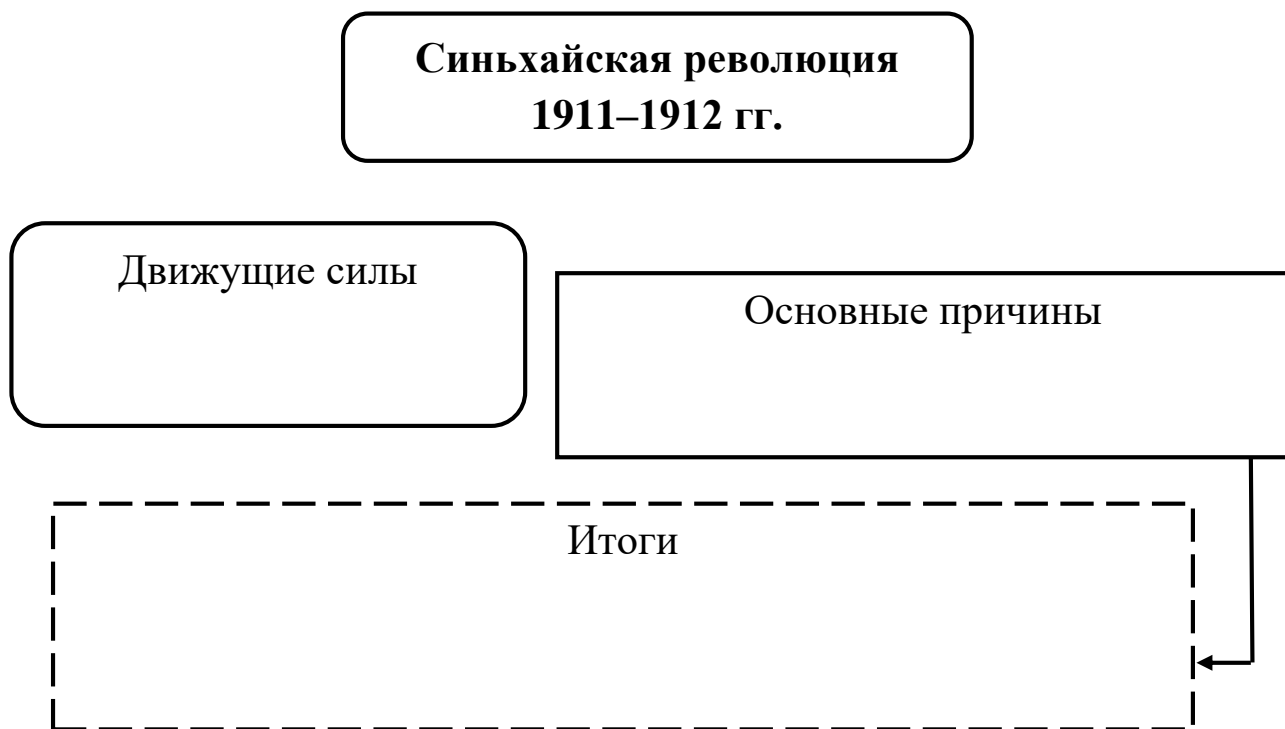 Синьхайская революция
1911–1912 гг.
Движущие силы
Основные причины
Итоги